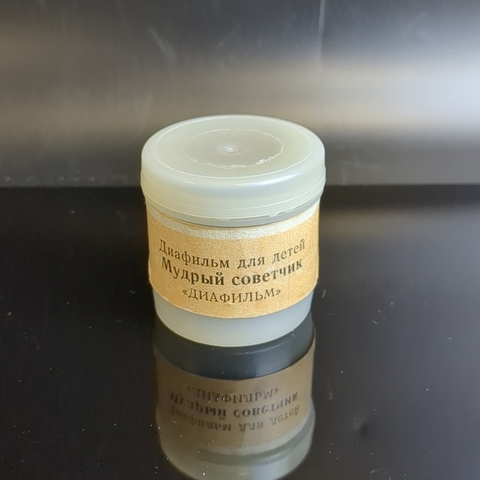 Диафильм для детей
Мудрый советчик
«ДИАФИЛЬМ»